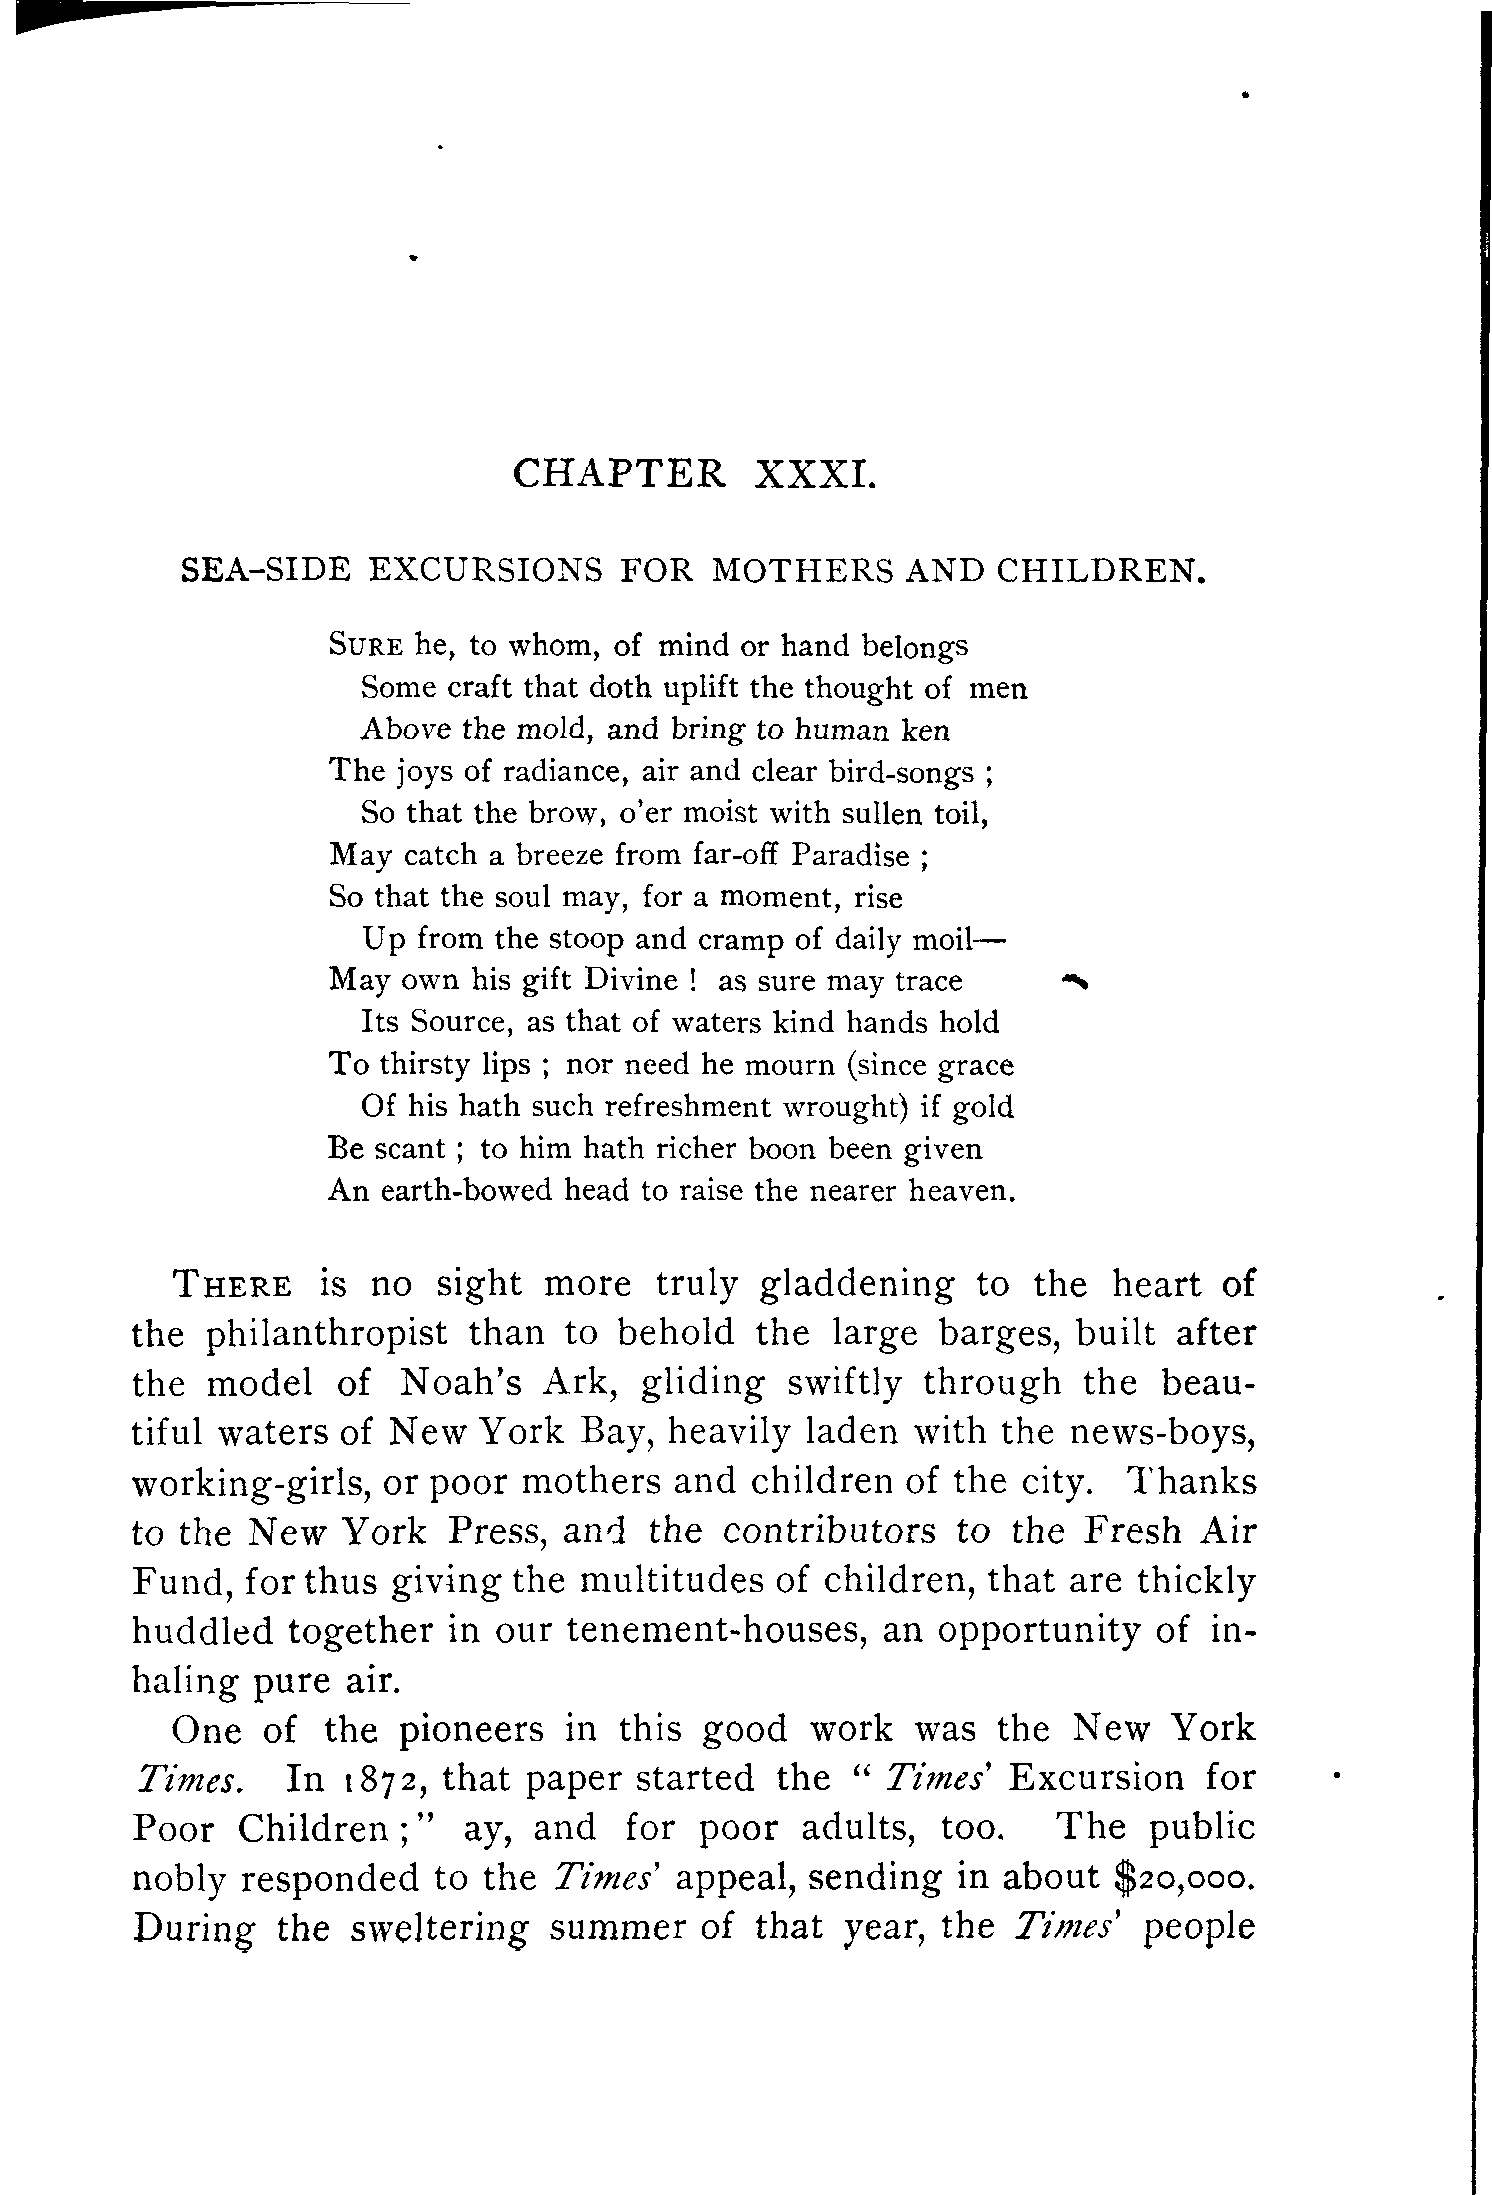 CHAPTER XXXI.
SEA-SIDE EXCURSIONS FOR MOTHERS AND CHILDREN.
SURE he, to whom, of mind or hand belongs
Some craft that doth uplift the thought of men
Above the mold, and bring to human ken
The joys of radiance, air and clear bird-songs ;
So that the brow, o'er moist with sullen toil,
May catch a breeze from far-off Paradise ;
So that the soul may, for a moment, rise
Up from the stoop and cramp of daily moil—
May own his gift Divine ! as sure may trace
Its Source, as that of waters kind hands hold
To thirsty lips ; nor need he mourn (since grace
Of his hath such refreshment wrought) if gold
Be scant ; to him hath richer boon been given
An earth-bowed head to raise the nearer heaven.
THERE is no sight more truly gladdening to the heart of
the philanthropist than to behold the large barges, built after
the model of Noah's Ark, gliding swiftly through the beau-
tiful waters of New York Bay, heavily laden with the news-boys,
working-girls, or poor mothers and children of the city. Thanks
to the New York Press, and the contributors to the Fresh Air
Fund, for thus giving the multitudes of children, that are thickly
huddled together in our tenement-houses, an opportunity of in-
haling pure air.
One of the pioneers in this good work was the New York
Times. In 1872, that paper started the " Times' Excursion for
Poor Children ;" ay, and for poor adults, too. The public
nobly responded to the Times' appeal, sending in about $20,000.
During the sweltering summer of that year, the Times' people